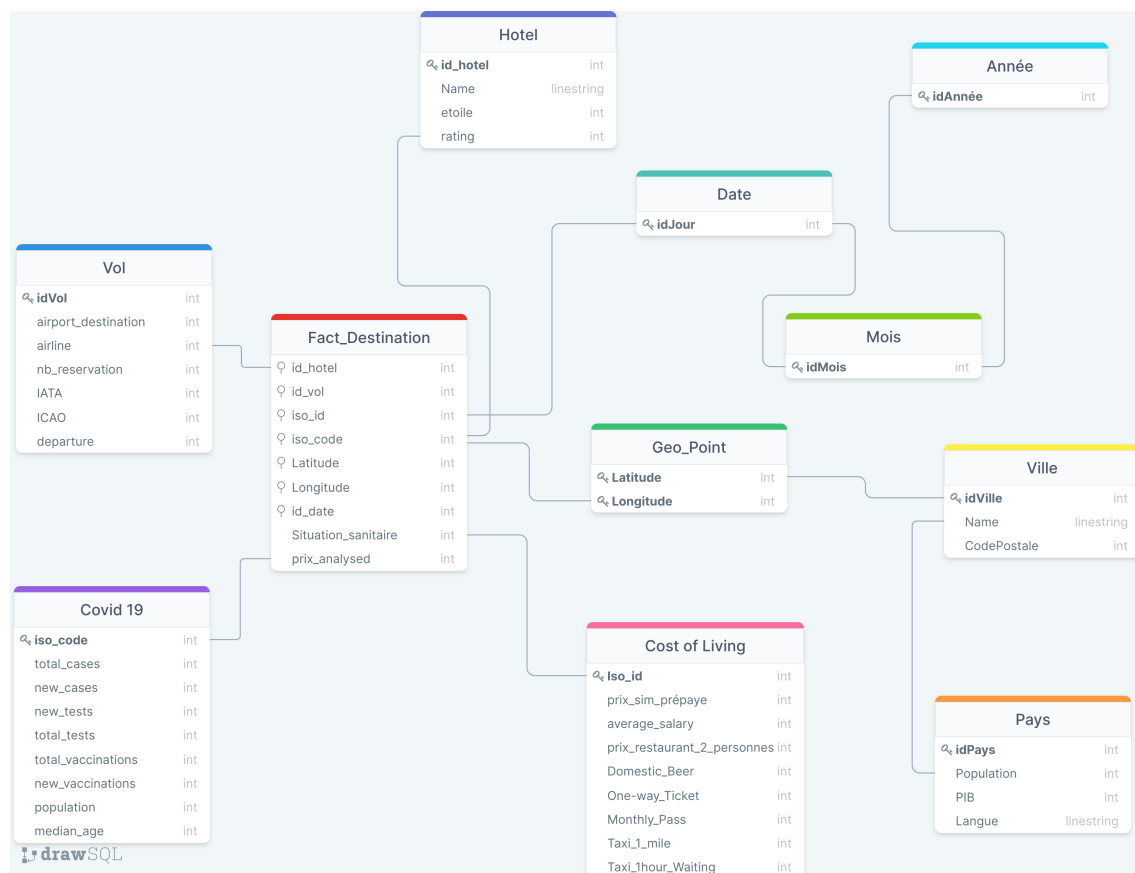 Hotel
id_hotel int
Name linestring
etoile int
rating int
Année
idAnnée int
Date
idJour int
Vol
idVol int
airport_destination int
airline int
nb_reservation int
IATA int
ICAO int
departure int
Fact_Destination
id_hotel int
id_vol int
iso_id int
iso_code int
Latitude int
Longitude int
id_date int
Situation_sanitaire int
prix_analysed int
Mois
idMois int
Geo_Point
Latitude int
Longitude int
Ville
idVille int
Name linestring
CodePostale int
Covid 19
iso_code int
total_cases int
new_cases int
new_tests int
total_tests int
total_vaccinations int
new_vaccinations int
population int
median_age int
Cost of Living
Iso_id int
prix_sim_prépaye int
average_salary int
prix_restaurant_2_personnes int
Domestic_Beer int
One-way_Ticket int
Monthly_Pass int
Taxi_1_mile int
Taxi_1hour_Waiting int
Pays
idPays int
Population int
PIB int
Langue linestring
drawSQL